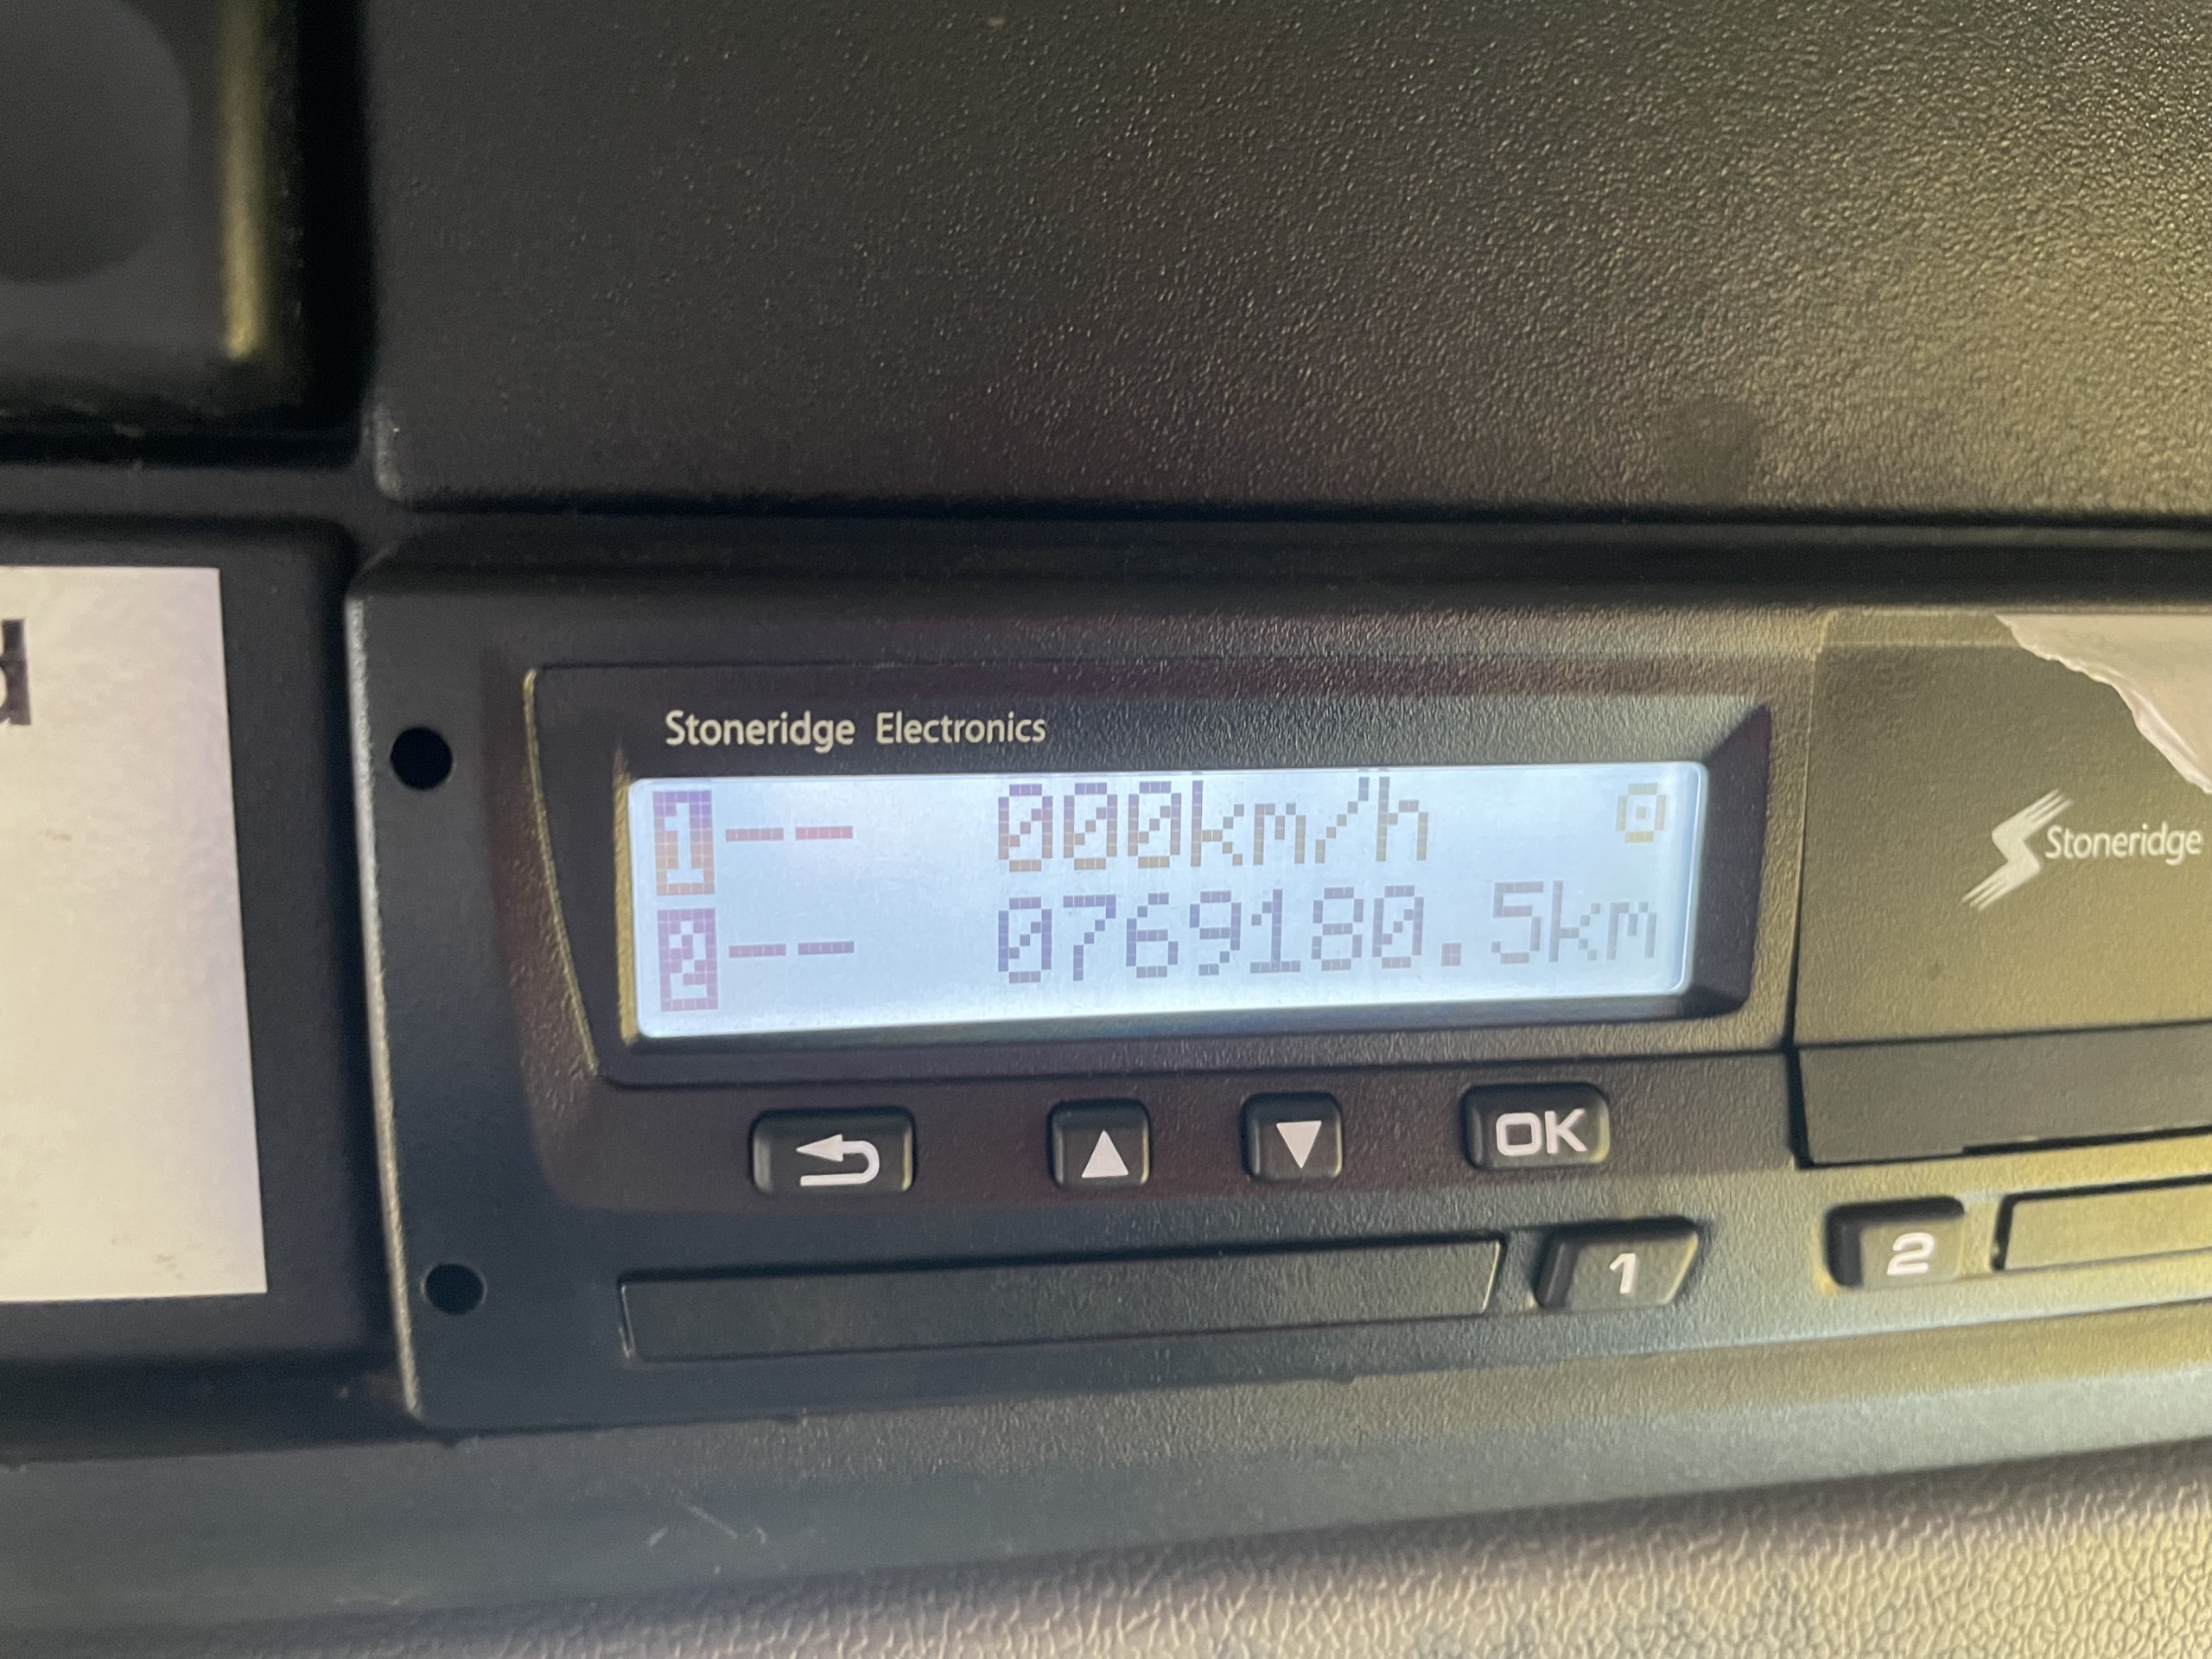 d
Stoneridge Electronics
1 -- 000km/h
2 -- 0769180.5km
Stoneridge
OK
1
2